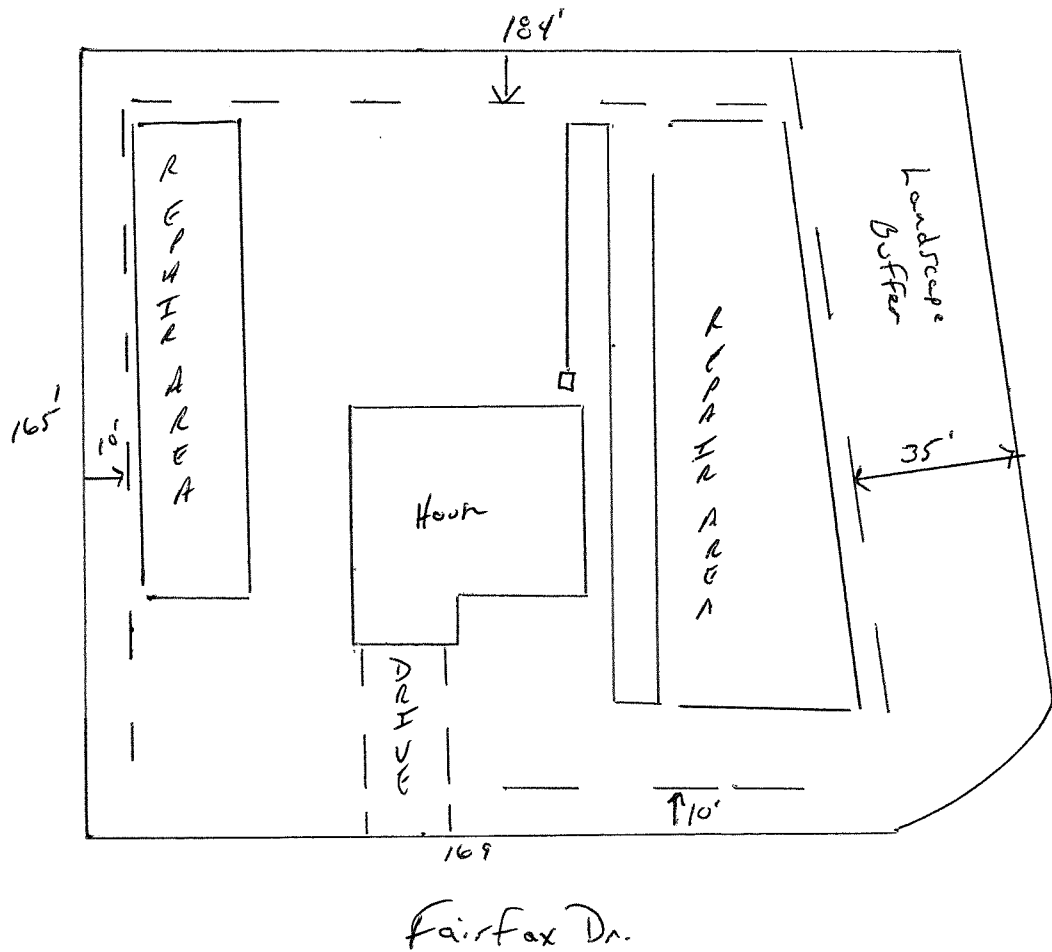 184'
REPAIR AREA
Landscape
Buffer
165'
10'
35'
REPAIR AREA
House
DRIVE
10'
169
Fairfax Dr.